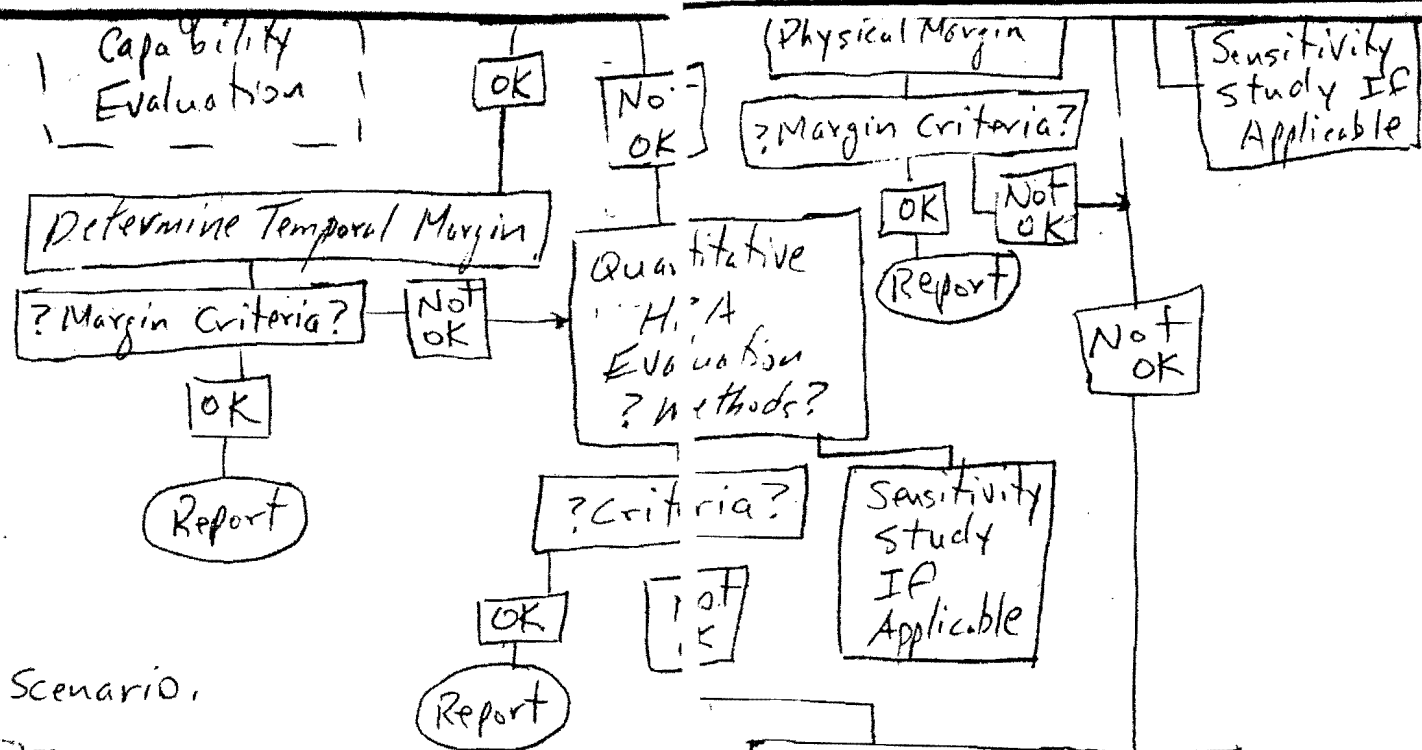 Capability
Evaluation
OK
Not
OK
Physical Margin
?Margin Criteria?
Sensitivity
Study If
Applicable
OK
Not
OK
Report
Determine Temporal Margin
?Margin Criteria?
Not
OK
OK
Report
Quantitative
Evaluation
?Methods?
Not
OK
?Criteria?
Sensitivity
Study
If
Applicable
OK
Report
Scenario.